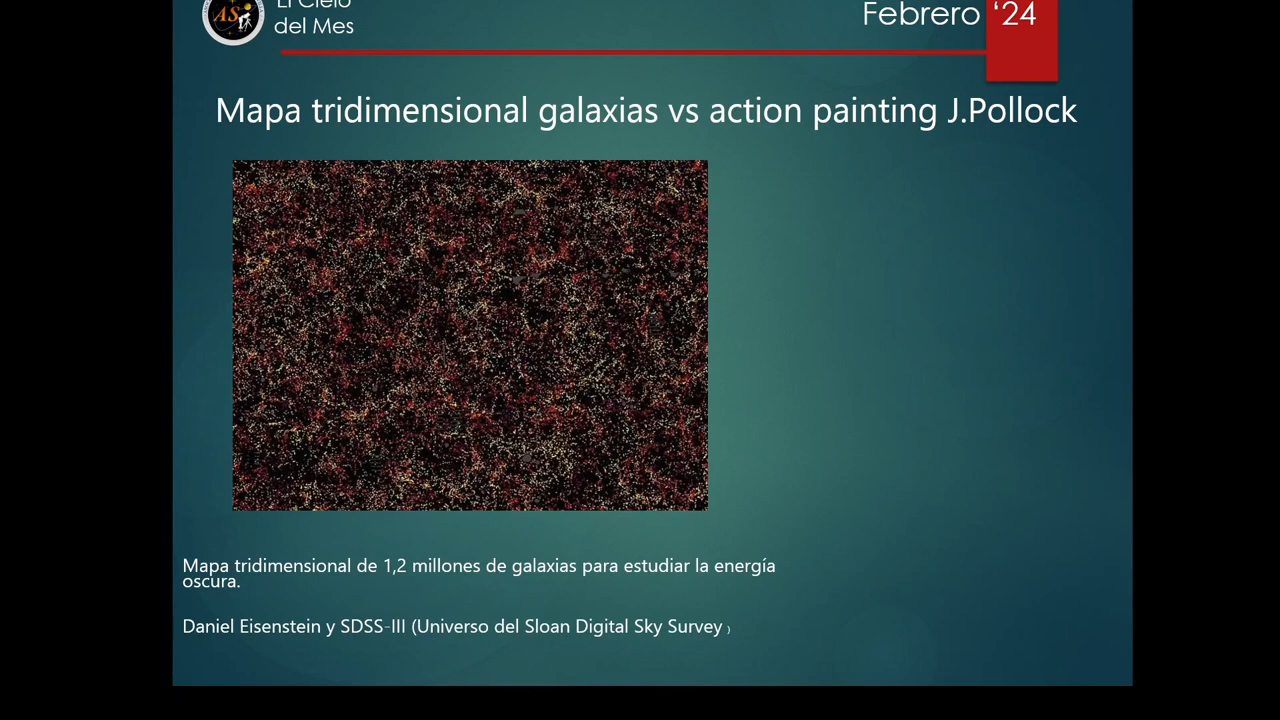 El Cielo
del Mes
Febrero ‘24
AS
Mapa tridimensional galaxias vs action painting J.Pollock
Mapa tridimensional de 1,2 millones de galaxias para estudiar la energía
oscura.
Daniel Eisenstein y SDSS-III (Universo del Sloan Digital Sky Survey )